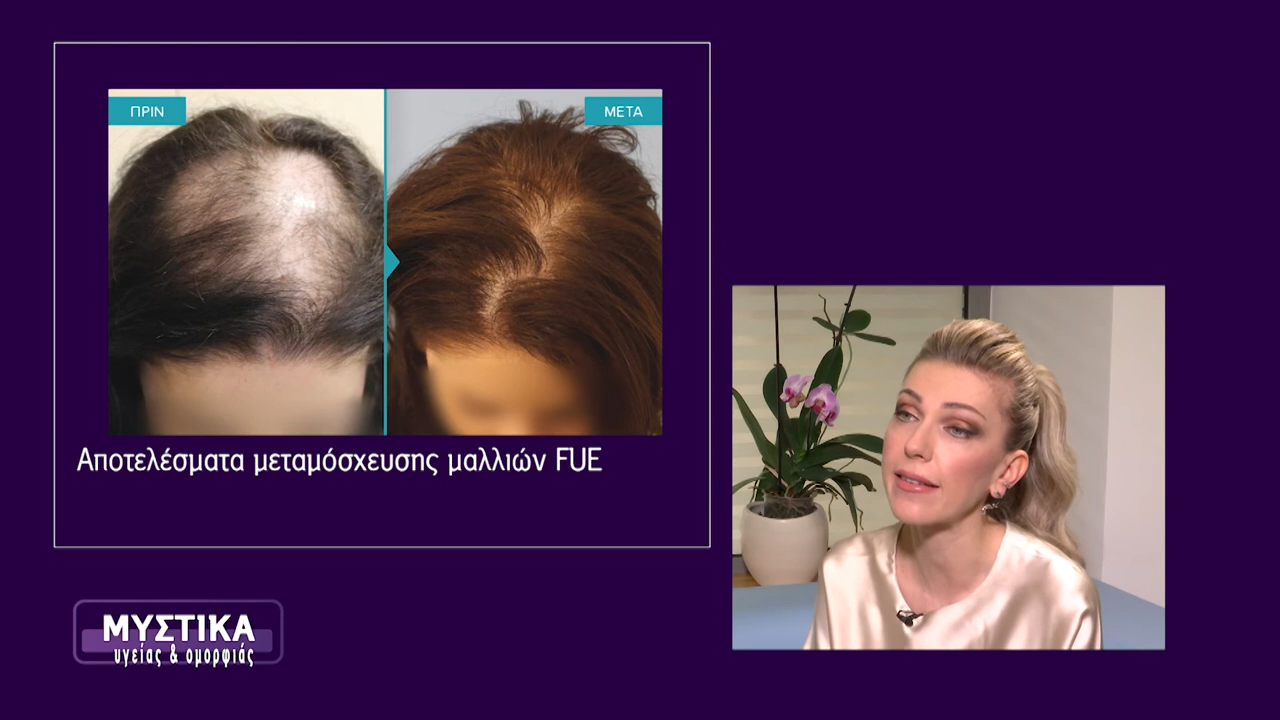 ΠΡΙΝ
ΜΕΤΑ
Αποτελέσματα μεταμόσχευσης μαλλιών FUE
ΜΥΣΤΙΚΑ
υγείας & ομορφιάς